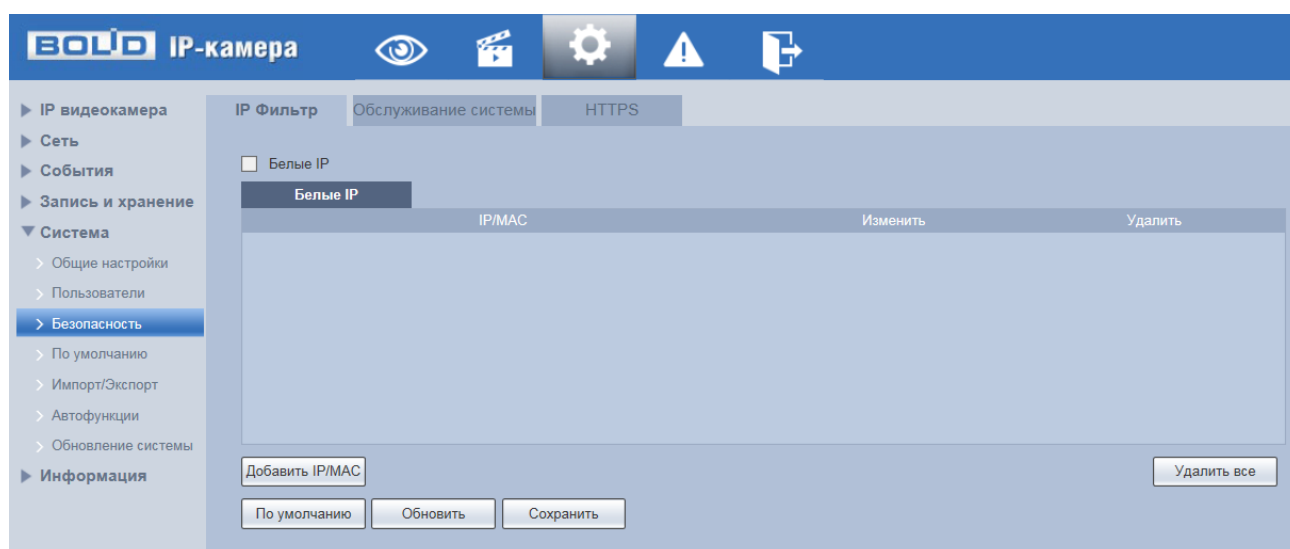 BOLID IP-камера
IP видеокамера
Сеть
События
Запись и хранение
Система
Общие настройки
Пользователи
Безопасность
По умолчанию
Импорт/Экспорт
Автофункции
Обновление системы
Информация
IP Фильтр Обслуживание системы HTTPS
Белые IP
Белые IP
IP/MAC Изменить Удалить
Добавить IP/MAC Удалить все
По умолчанию Обновить Сохранить